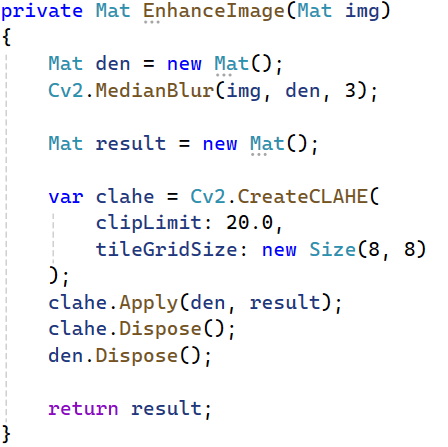 private Mat EnhanceImage(Mat img)
{
    Mat den = new Mat();
    Cv2.MedianBlur(img, den, 3);

    Mat result = new Mat();

    var clahe = Cv2.CreateCLAHE(
        clipLimit: 20.0,
        tileGridSize: new Size(8, 8)
    );
    clahe.Apply(den, result);
    clahe.Dispose();
    den.Dispose();

    return result;
}